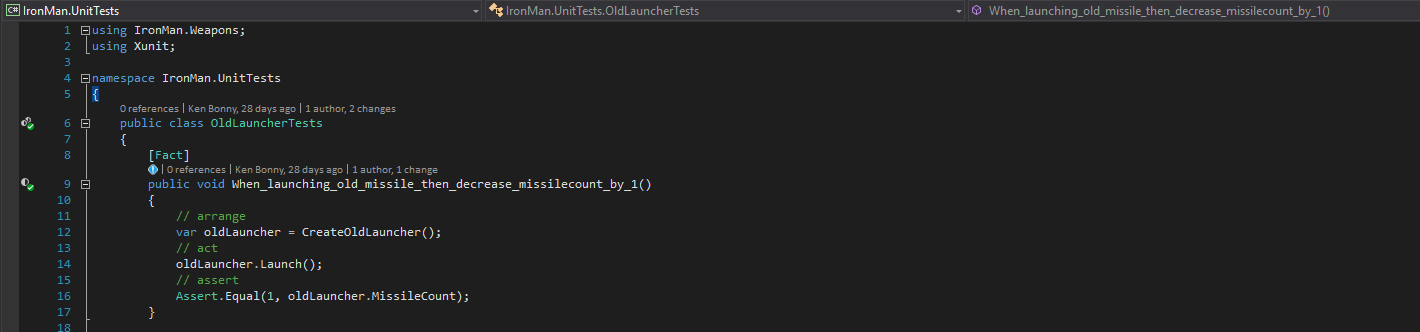 C# IronMan.UnitTests IronMan.UnitTests.OldLauncherTests When_launching_old_missile_then_decrease_missilecount_by_1()
1 using IronMan.Weapons;
2 using Xunit;
3
4 namespace IronMan.UnitTests
5 {
0 references | Ken Bonny, 28 days ago | 1 author, 2 changes
6 public class OldLauncherTests
7 {
8 [Fact]
| 0 references | Ken Bonny, 28 days ago | 1 author, 1 change
9 public void When_launching_old_missile_then_decrease_missilecount_by_1()
10 {
11 // arrange
12 var oldLauncher = CreateOldLauncher();
13 // act
14 oldLauncher.Launch();
15 // assert
16 Assert.Equal(1, oldLauncher.MissileCount);
17 }
18